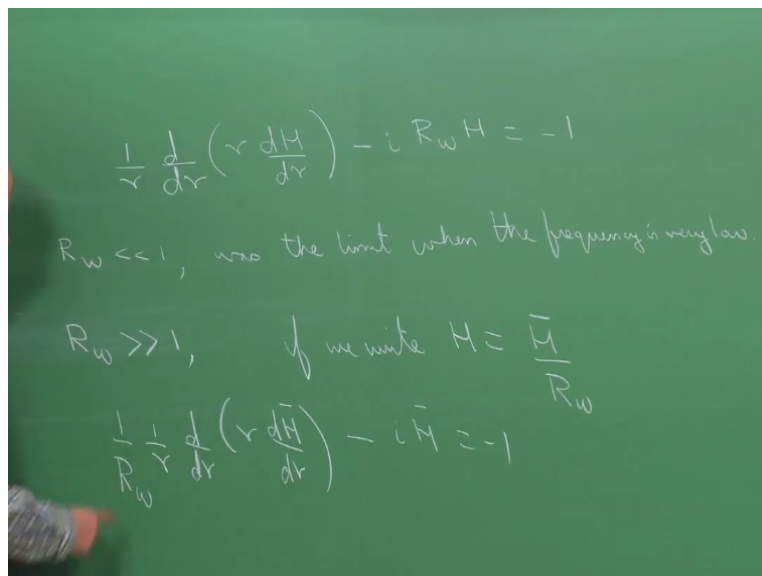 1/r d/dr (r dH/dr) - i R_ω H = -1
R_ω << 1, was the limit when the frequency is very low.
R_ω >> 1, if we write H = H̄/R_ω
1/R_ω 1/r d/dr (r dH̄/dr) - i H̄ = -1